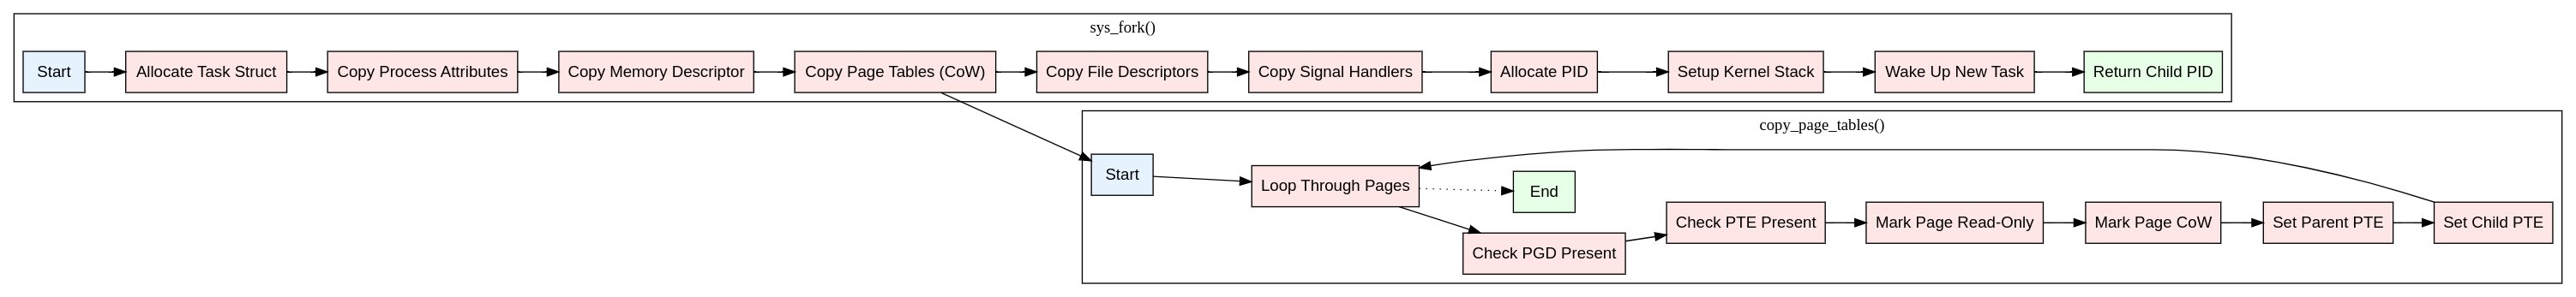 sys_fork()
Start
Allocate Task Struct
Copy Process Attributes
Copy Memory Descriptor
Copy Page Tables (CoW)
Copy File Descriptors
Copy Signal Handlers
Allocate PID
Setup Kernel Stack
Wake Up New Task
Return Child PID
copy_page_tables()
Start
Loop Through Pages
End
Check PGD Present
Check PTE Present
Mark Page Read-Only
Mark Page CoW
Set Parent PTE
Set Child PTE